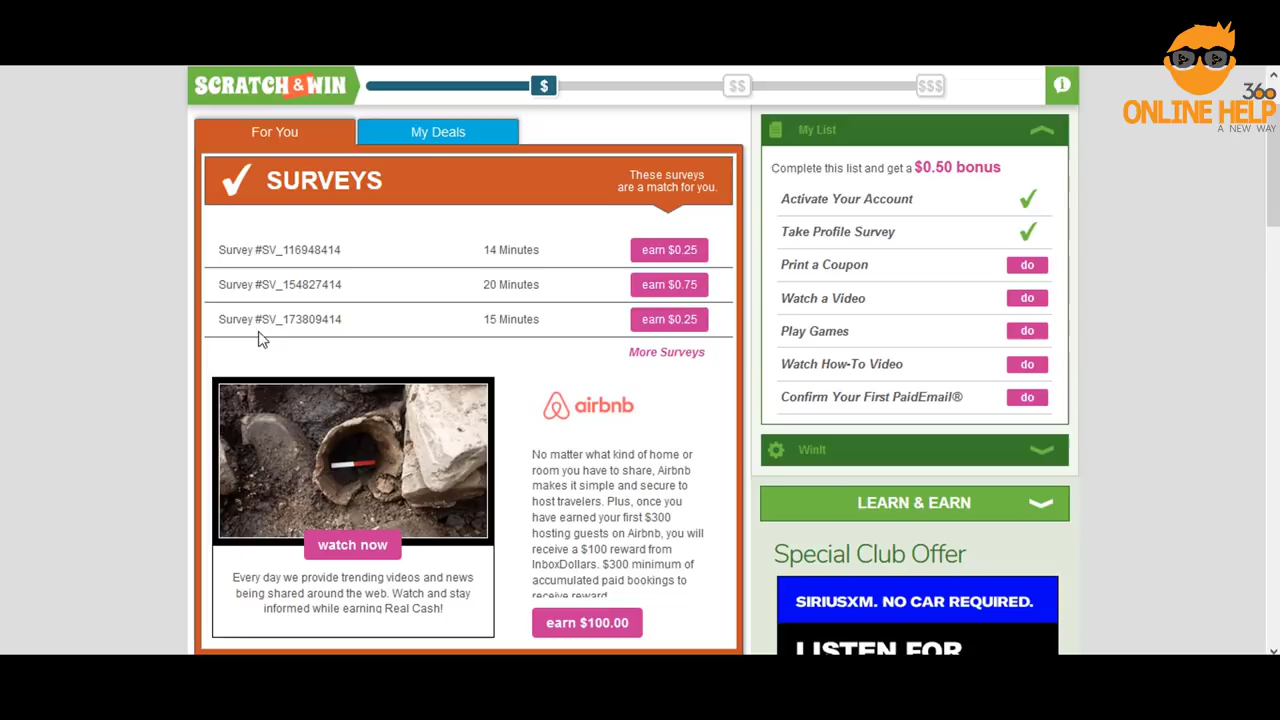 360
ONLINE HELP
A NEW WAY
SCRATCH & WIN
$
$$
$$$
For You
My Deals
SURVEYS
These surveys
are a match for you.
Survey #SV_116948414 14 Minutes earn $0.25
Survey #SV_154827414 20 Minutes earn $0.75
Survey #SV_173809414 15 Minutes earn $0.25
More Surveys
watch now
Every day we provide trending videos and news
being shared around the web. Watch and stay
informed while earning Real Cash!
airbnb
No matter what kind of home or
room you have to share, Airbnb
makes it simple and secure to
host travelers. Plus, once you
have earned your first $300
hosting guests on Airbnb, you will
receive a $100 reward from
InboxDollars. $300 minimum of
accumulated paid bookings to
receive reward
earn $100.00
My List
Complete this list and get a $0.50 bonus
Activate Your Account
Take Profile Survey
Print a Coupon do
Watch a Video do
Play Games do
Watch How-To Video do
Confirm Your First PaidEmail® do
WinIt
LEARN & EARN
Special Club Offer
SIRIUSXM. NO CAR REQUIRED.
LISTEN FOR